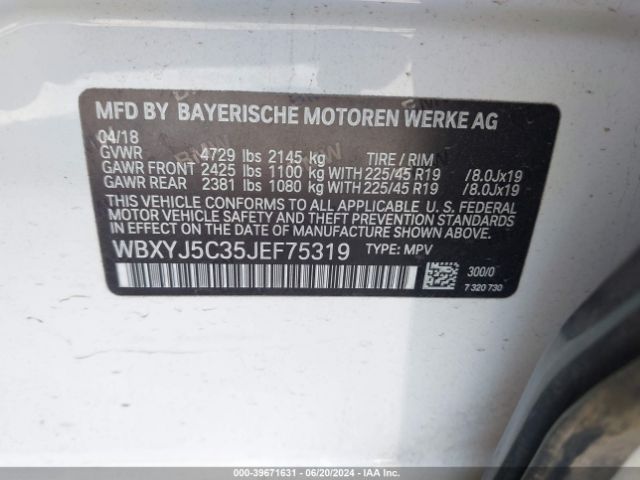 MFD BY BAYERISCHE MOTOREN WERKE AG
04/18
GVWR 4729 lbs 2145 kg TIRE / RIM
GAWR FRONT 2425 lbs 1100 kg WITH 225/45 R19 /8.0Jx19
GAWR REAR 2381 lbs 1080 kg WITH 225/45 R19 /8.0Jx19
THIS VEHICLE CONFORMS TO ALL APPLICABLE U.S. FEDERAL
MOTOR VEHICLE SAFETY, BUMPER, AND THEFT PREVENTION STANDARDS
IN EFFECT ON THE DATE OF MANUFACTURE SHOWN ABOVE.
WBXYJ5C35JEF75319 TYPE: MPV
300/0
7 320 730
000-39671631 - 06/20/2024 - IAA Inc.